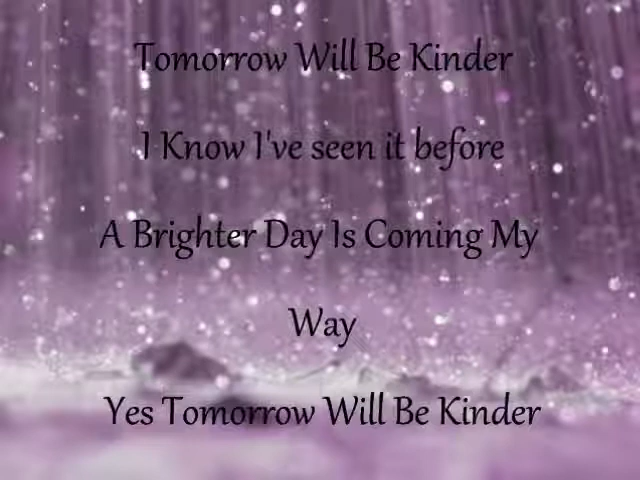 Tomorrow Will Be Kinder
I Know I've seen it before
A Brighter Day Is Coming My
Way
Yes Tomorrow Will Be Kinder